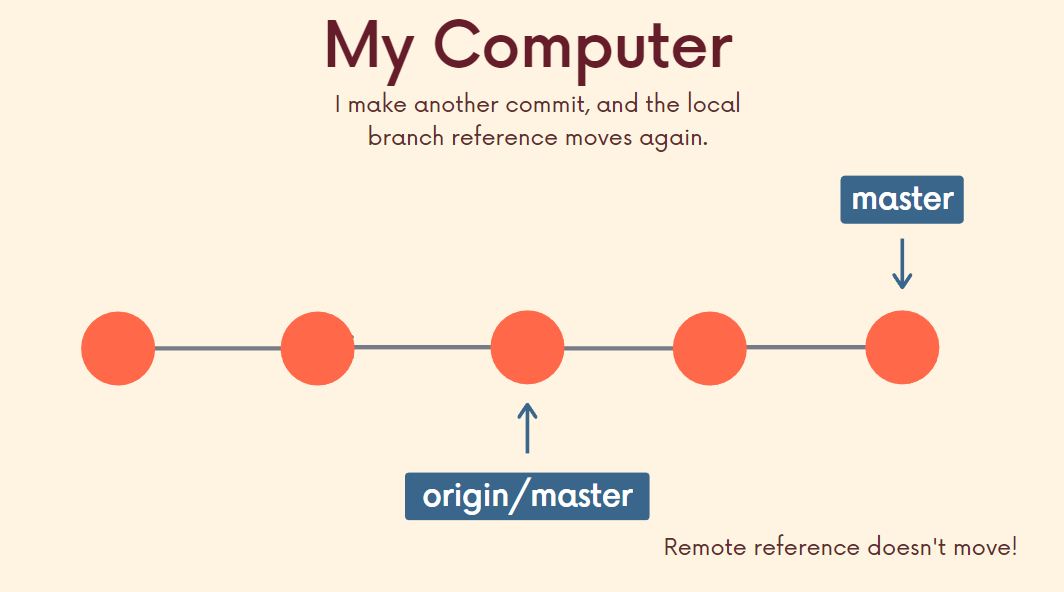 My Computer
I make another commit, and the local
branch reference moves again.
master
origin/master
Remote reference doesn't move!